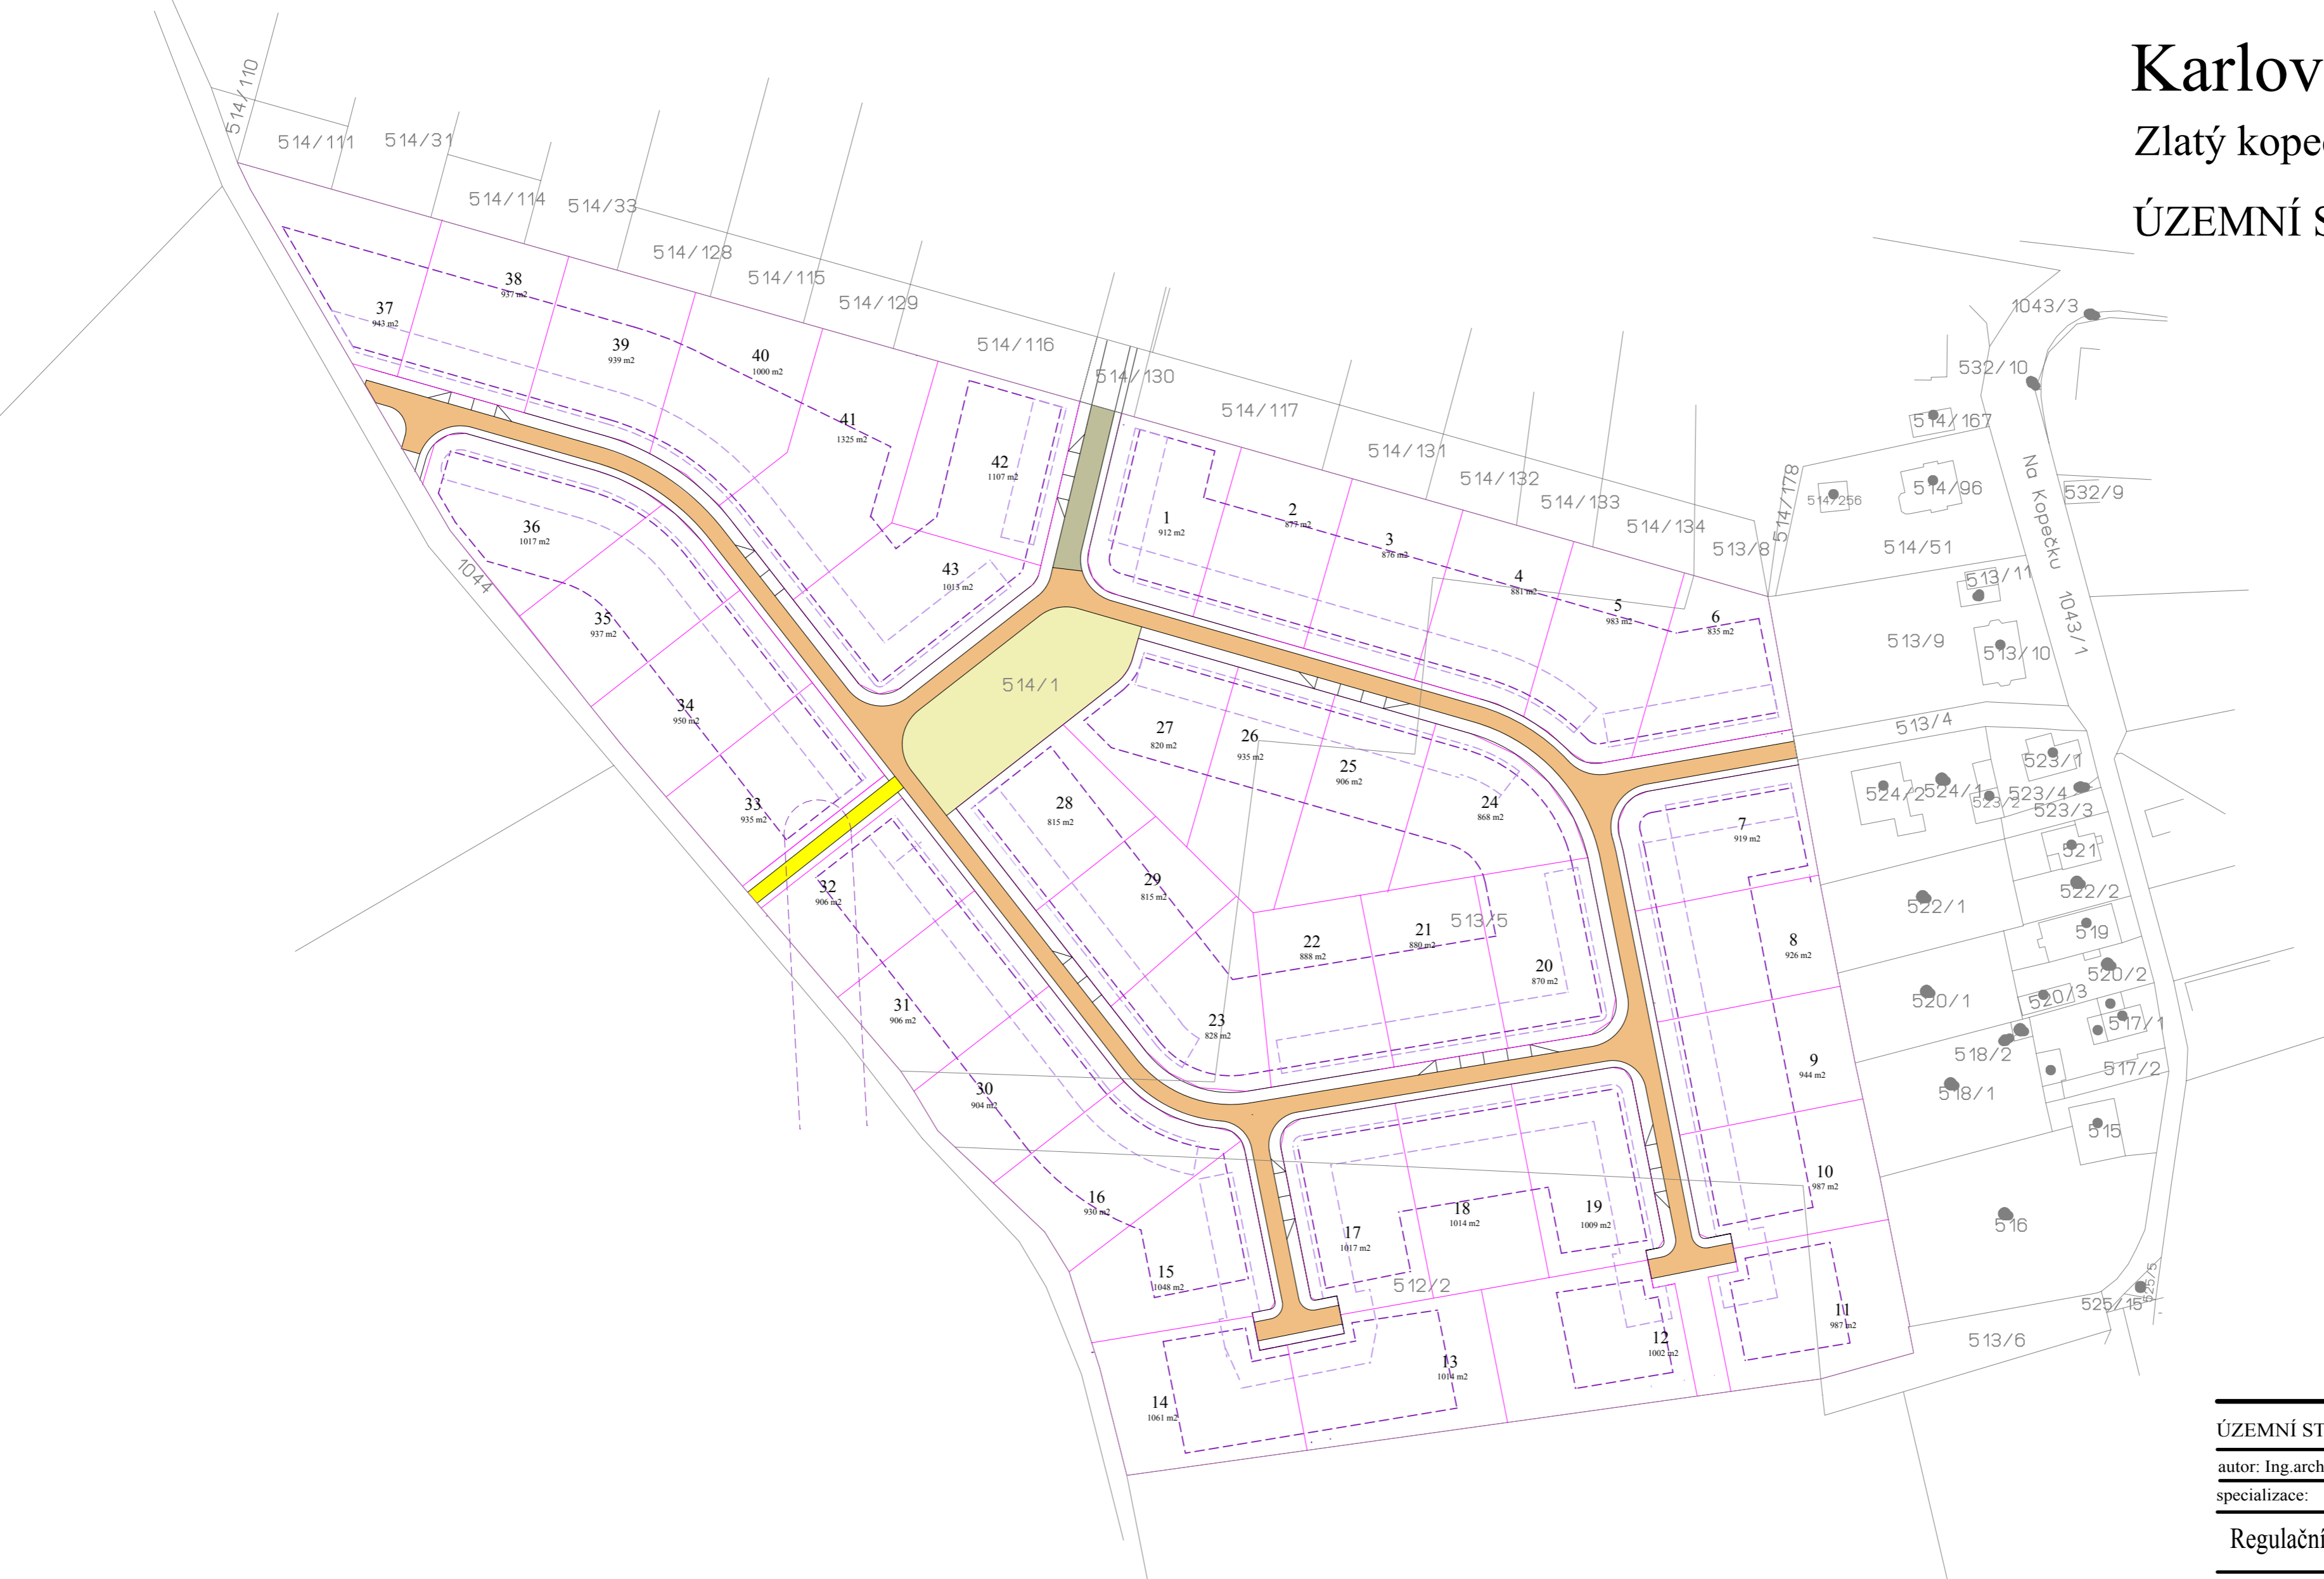 Karlov
Zlatý kope
ÚZEMNÍ S
514/110
514/111
514/31
514/114
514/33
514/128
514/115
514/129
514/116
514/130
514/117
514/131
514/132
514/133
514/134
513/8
514/178
514/256
514/96
514/167
532/10
1043/3
532/9
Na Kopečku
1043/1
514/51
513/11
513/9
513/10
513/4
523/1
524/2
524/1
523/2
523/4
523/3
521
522/2
522/1
519
520/2
520/1
520/3
517/1
518/2
517/2
518/1
515
516
525/5
525/15
513/6
1044
514/1
513/5
512/2
37
943 m2
38
937 m2
39
939 m2
40
1000 m2
41
1325 m2
42
1107 m2
43
1013 m2
1
912 m2
2
877 m2
3
876 m2
4
881 m2
5
983 m2
6
835 m2
36
1017 m2
35
937 m2
34
950 m2
33
935 m2
32
906 m2
31
906 m2
30
904 m2
27
820 m2
26
935 m2
25
906 m2
24
868 m2
28
815 m2
29
815 m2
22
888 m2
21
880 m2
20
870 m2
23
828 m2
7
919 m2
8
926 m2
9
944 m2
10
987 m2
11
987 m2
12
1002 m2
13
1014 m2
14
1061 m2
15
1048 m2
16
930 m2
17
1017 m2
18
1014 m2
19
1009 m2
ÚZEMNÍ ST
autor: Ing.arch
specializace:
Regulační